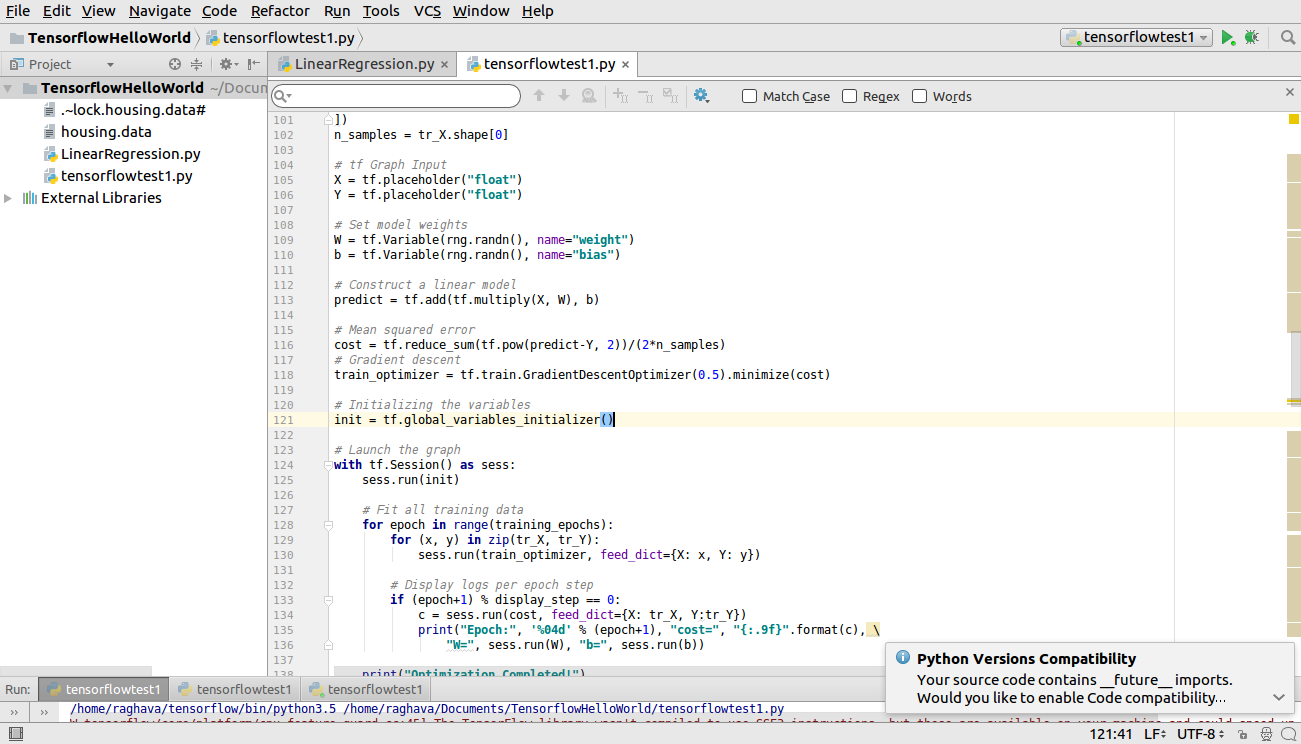 File Edit View Navigate Code Refactor Run Tools VCS Window Help
TensorflowHelloWorld tensorflowtest1.py tensorflowtest1
Project LinearRegression.py × tensorflowtest1.py ×
TensorflowHelloWorld ~/Docum
.~lock.housing.data#
housing.data
LinearRegression.py
tensorflowtest1.py
External Libraries
Match Case Regex Words
101 ])
102 n_samples = tr_X.shape[0]
103
104 # tf Graph Input
105 X = tf.placeholder("float")
106 Y = tf.placeholder("float")
107
108 # Set model weights
109 W = tf.Variable(rng.randn(), name="weight")
110 b = tf.Variable(rng.randn(), name="bias")
111
112 # Construct a linear model
113 predict = tf.add(tf.multiply(X, W), b)
114
115 # Mean squared error
116 cost = tf.reduce_sum(tf.pow(predict-Y, 2))/(2*n_samples)
117 # Gradient descent
118 train_optimizer = tf.train.GradientDescentOptimizer(0.5).minimize(cost)
119
120 # Initializing the variables
121 init = tf.global_variables_initializer()
122
123 # Launch the graph
124 with tf.Session() as sess:
125 sess.run(init)
126
127 # Fit all training data
128 for epoch in range(training_epochs):
129 for (x, y) in zip(tr_X, tr_Y):
130 sess.run(train_optimizer, feed_dict={X: x, Y: y})
131
132 # Display logs per epoch step
133 if (epoch+1) % display_step == 0:
134 c = sess.run(cost, feed_dict={X: tr_X, Y:tr_Y})
135 print("Epoch:", '%04d' % (epoch+1), "cost=", "{:.9f}".format(c), \
136 "W=", sess.run(W), "b=", sess.run(b))
137
138 print("Optimization Completed!")
Python Versions Compatibility
Your source code contains __future__ imports.
Would you like to enable Code compatibility...
Run: tensorflowtest1 tensorflowtest1 tensorflowtest1
/home/raghava/tensorflow/bin/python3.5 /home/raghava/Documents/TensorflowHelloWorld/tensorflowtest1.py
121:41 LF÷ UTF-8÷